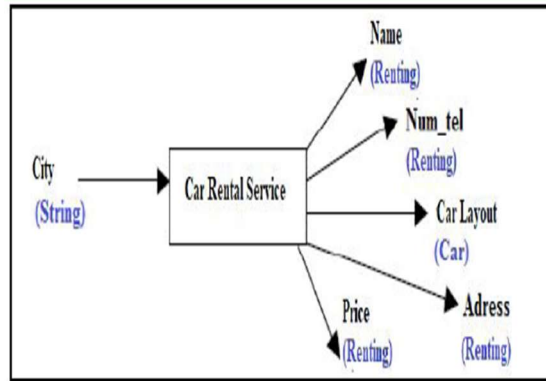 Name
(Renting)
Num_tel
(Renting)
City
(String)
Car Rental Service
Car Layout
(Car)
Price
(Renting)
Adress
(Renting)